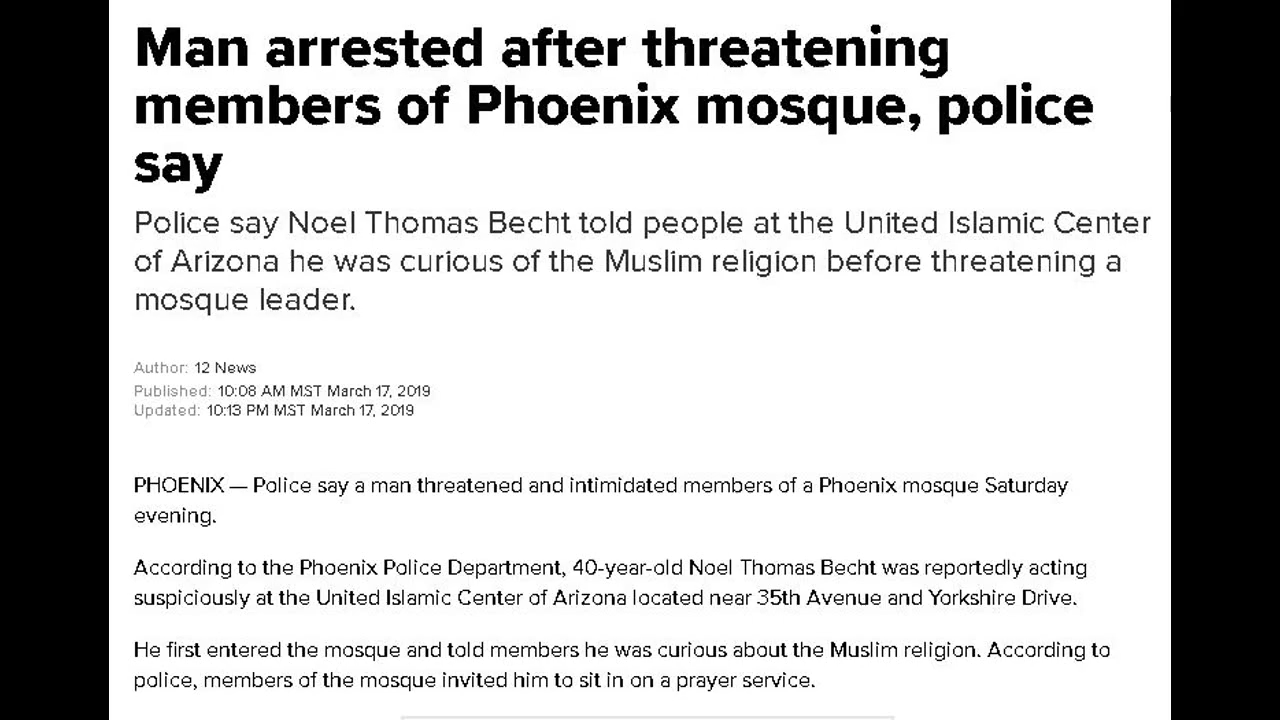 Man arrested after threatening
members of Phoenix mosque, police
say
Police say Noel Thomas Becht told people at the United Islamic Center
of Arizona he was curious of the Muslim religion before threatening a
mosque leader.
Author: 12 News
Published: 10:08 AM MST March 17, 2019
Updated: 10:13 PM MST March 17, 2019
PHOENIX — Police say a man threatened and intimidated members of a Phoenix mosque Saturday
evening.
According to the Phoenix Police Department, 40-year-old Noel Thomas Becht was reportedly acting
suspiciously at the United Islamic Center of Arizona located near 35th Avenue and Yorkshire Drive.
He first entered the mosque and told members he was curious about the Muslim religion. According to
police, members of the mosque invited him to sit in on a prayer service.